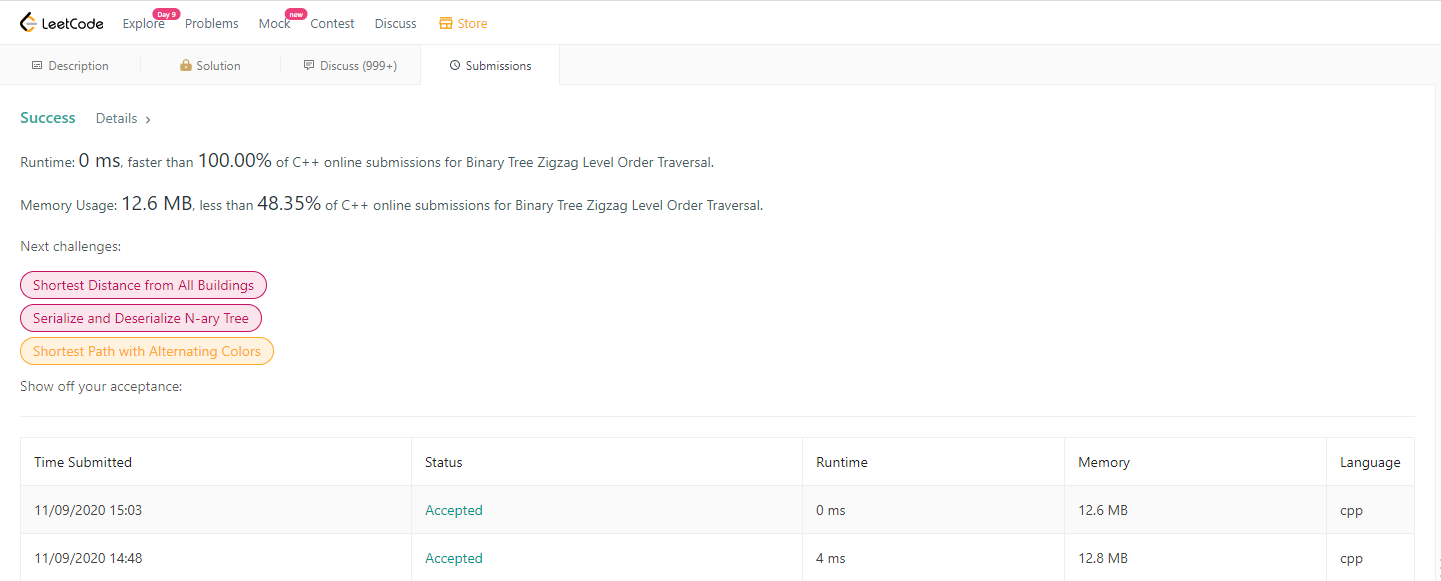 LeetCode Explore Day 9 Problems Mock new Contest Discuss Store
Description Solution Discuss (999+) Submissions
Success Details >
Runtime: 0 ms, faster than 100.00% of C++ online submissions for Binary Tree Zigzag Level Order Traversal.
Memory Usage: 12.6 MB, less than 48.35% of C++ online submissions for Binary Tree Zigzag Level Order Traversal.
Next challenges:
Shortest Distance from All Buildings
Serialize and Deserialize N-ary Tree
Shortest Path with Alternating Colors
Show off your acceptance:
Time Submitted Status Runtime Memory Language
11/09/2020 15:03 Accepted 0 ms 12.6 MB cpp
11/09/2020 14:48 Accepted 4 ms 12.8 MB cpp